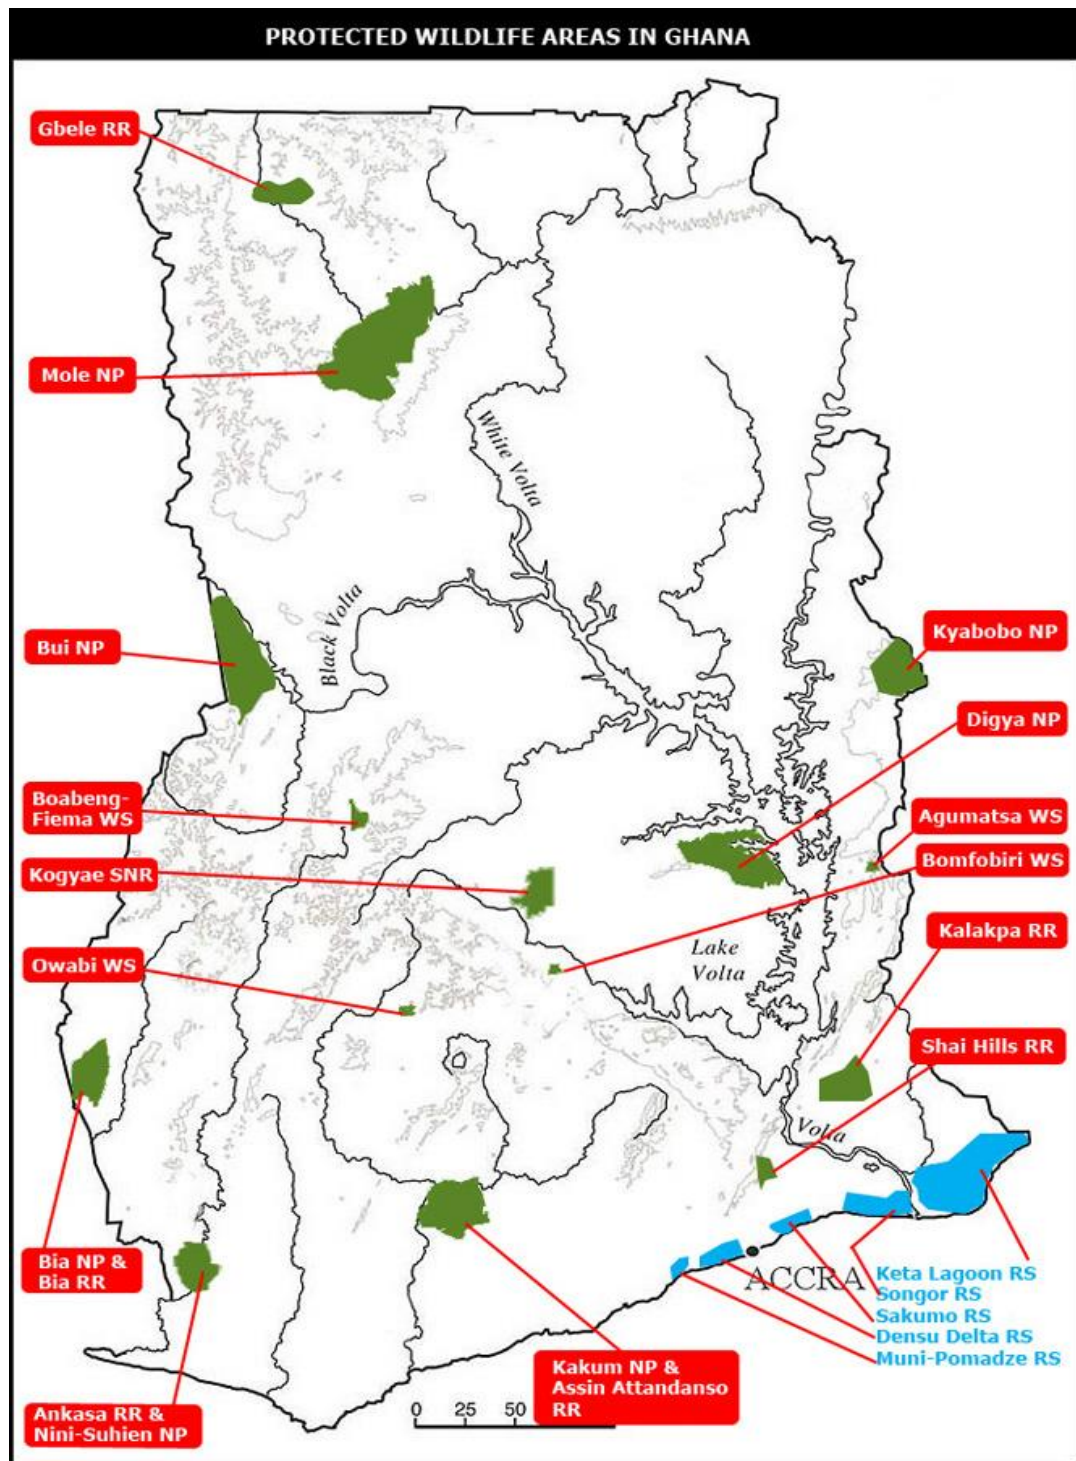 PROTECTED WILDLIFE AREAS IN GHANA
Gbele RR
Mole NP
White Volta
Black Volta
Bui NP
Kyabobo NP
Digya NP
Boabeng-
Fiema WS
Agumatsa WS
Bomfobiri WS
Kogyae SNR
Kalakpa RR
Lake
Volta
Owabi WS
Shai Hills RR
Volta
Bia NP &
Bia RR
ACCRA
Keta Lagoon RS
Songor RS
Sakumo RS
Densu Delta RS
Muni-Pomadze RS
Kakum NP &
Assin Attandanso
RR
Ankasa RR &
Nini-Suhien NP
0 25 50